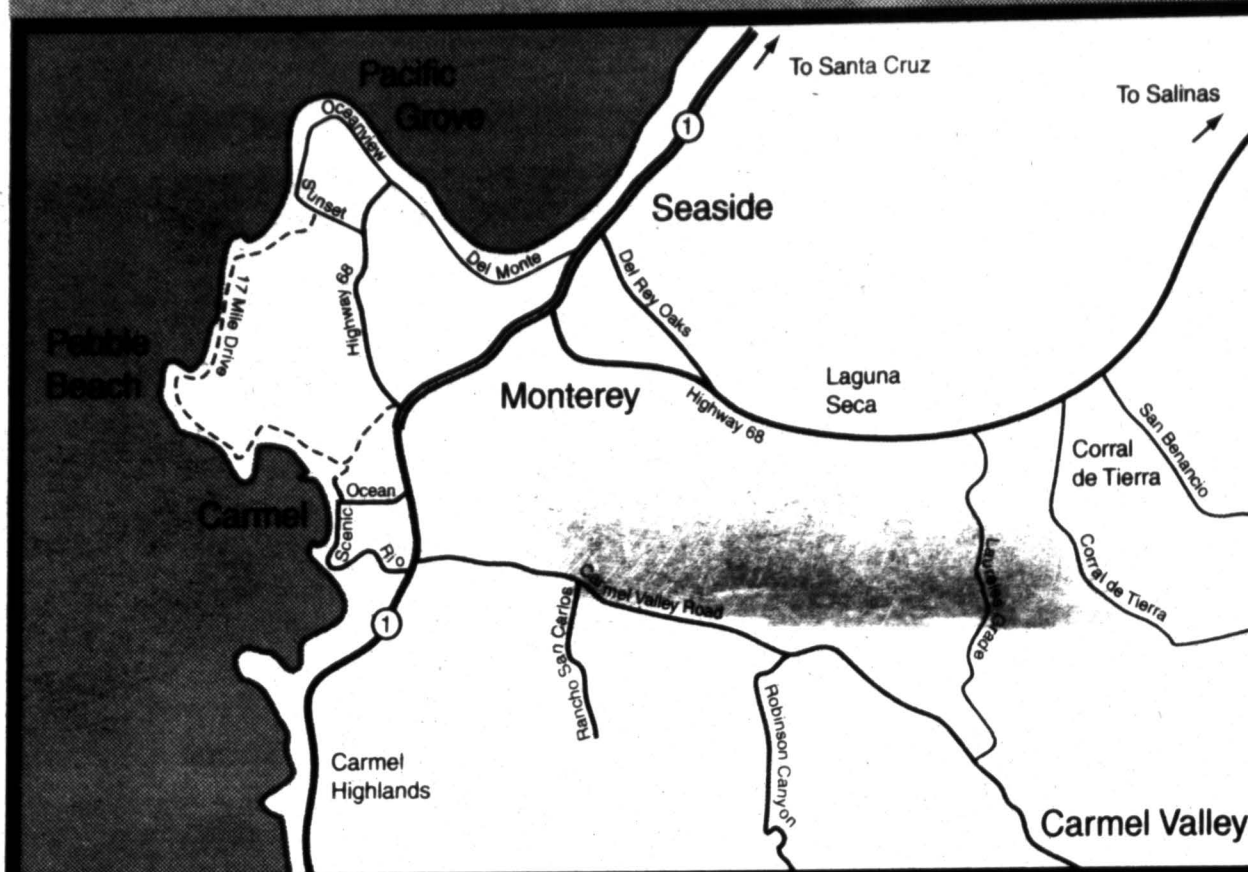 To Santa Cruz
To Salinas
Pacific
Grove
1
Oceanview
Sunset
Seaside
Del Monte
Del Rey Oaks
Highway 68
17 Mile Drive
Pebble
Beach
Monterey
Laguna
Seca
Highway 68
San Benancio
Corral
de Tierra
Ocean
Carmel
Scenic
Rio
Carmel Valley Road
Laureles Grade
Corral de Tierra
1
Rancho San Carlos
Robinson Canyon
Carmel
Highlands
Carmel Valley